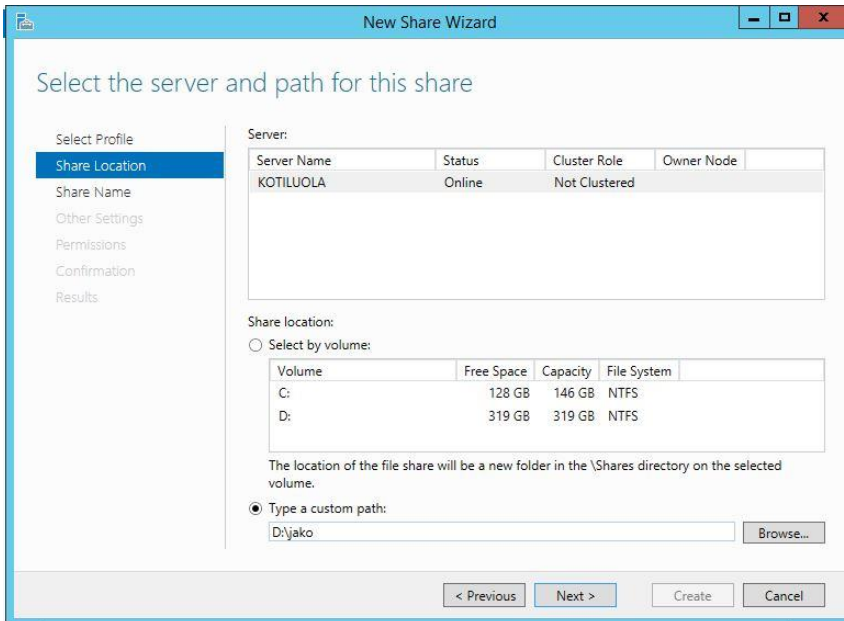 New Share Wizard
Select the server and path for this share
Select Profile
Share Location
Share Name
Other Settings
Permissions
Confirmation
Results
Server:
Server Name Status Cluster Role Owner Node
KOTILUOLA Online Not Clustered
Share location:
Select by volume:
Volume Free Space Capacity File System
C: 128 GB 146 GB NTFS
D: 319 GB 319 GB NTFS
The location of the file share will be a new folder in the \Shares directory on the selected
volume.
Type a custom path:
D:\jako Browse...
< Previous Next > Create Cancel